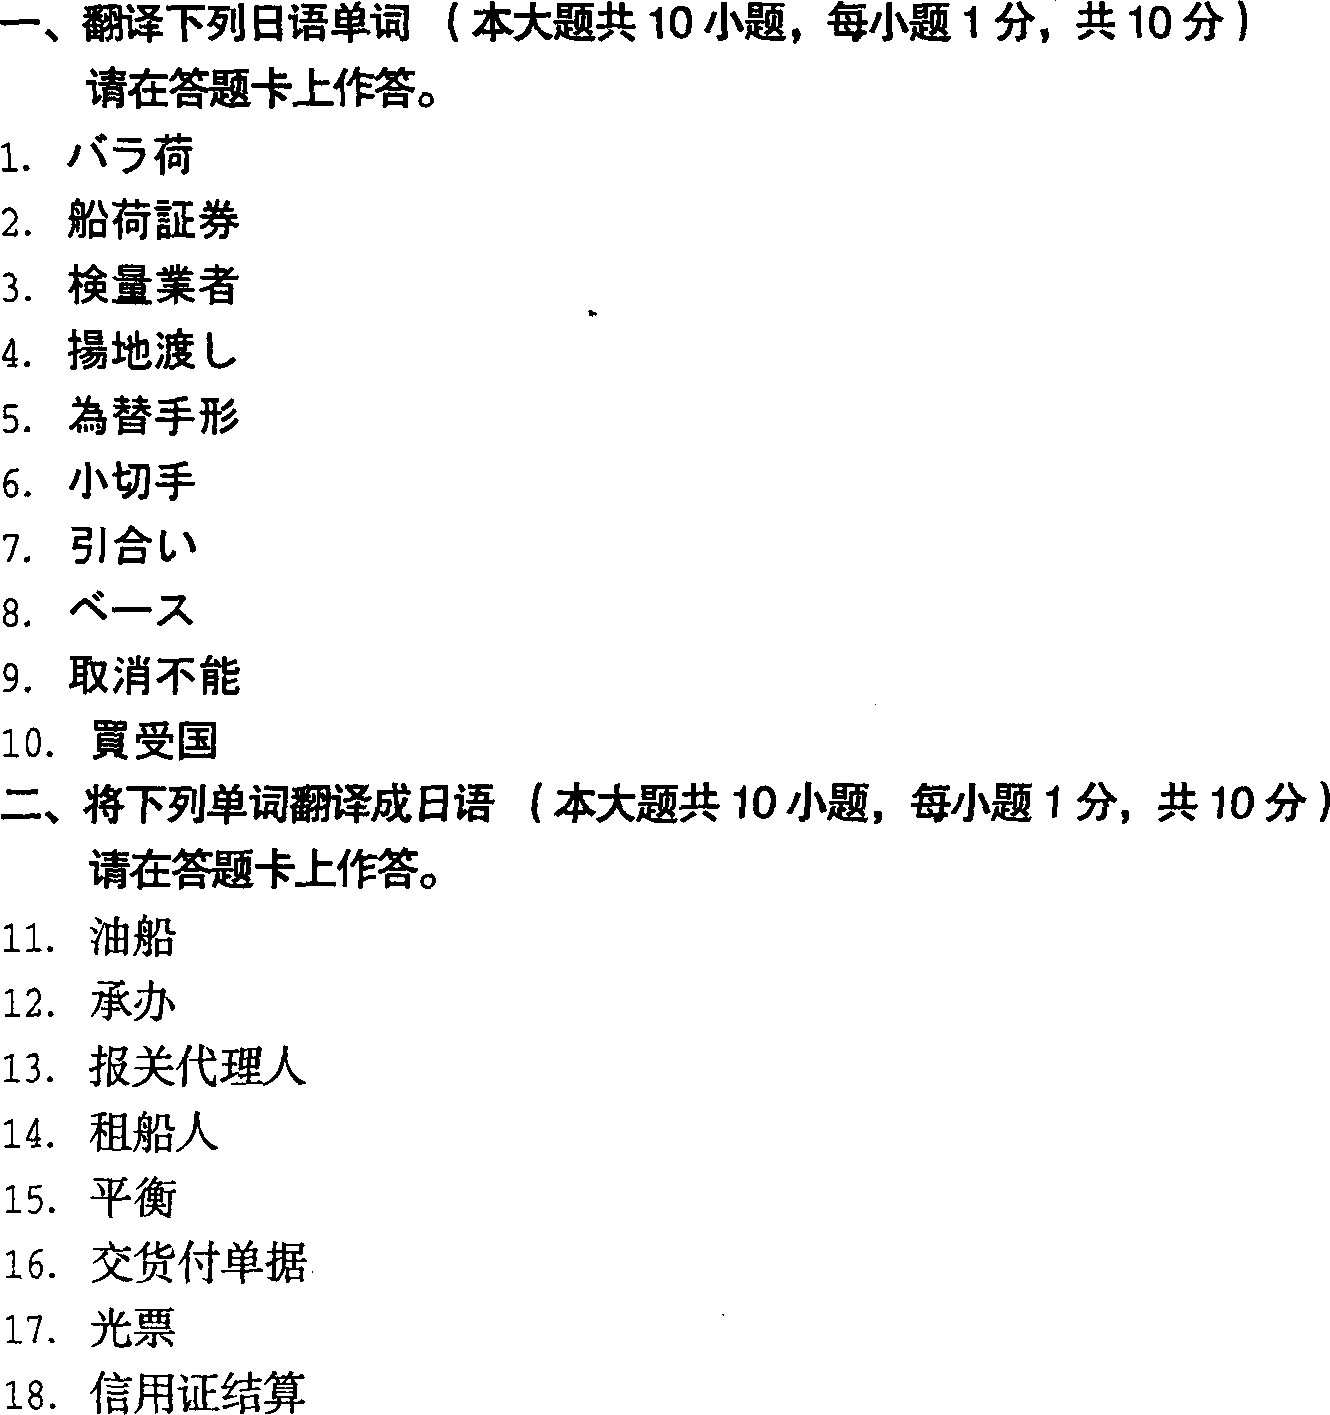 一、翻译下列日语单词（本大题共10小题，每小题1分，共10分）
请在答题卡上作答。
1. バラ荷
2. 船荷証券
3. 検量業者
4. 揚地渡し
5. 為替手形
6. 小切手
7. 引合い
8. ベース
9. 取消不能
10. 買受国
二、将下列单词翻译成日语（本大题共10小题，每小题1分，共10分）
请在答题卡上作答。
11. 油船
12. 承办
13. 报关代理人
14. 租船人
15. 平衡
16. 交货付单据
17. 光票
18. 信用证结算